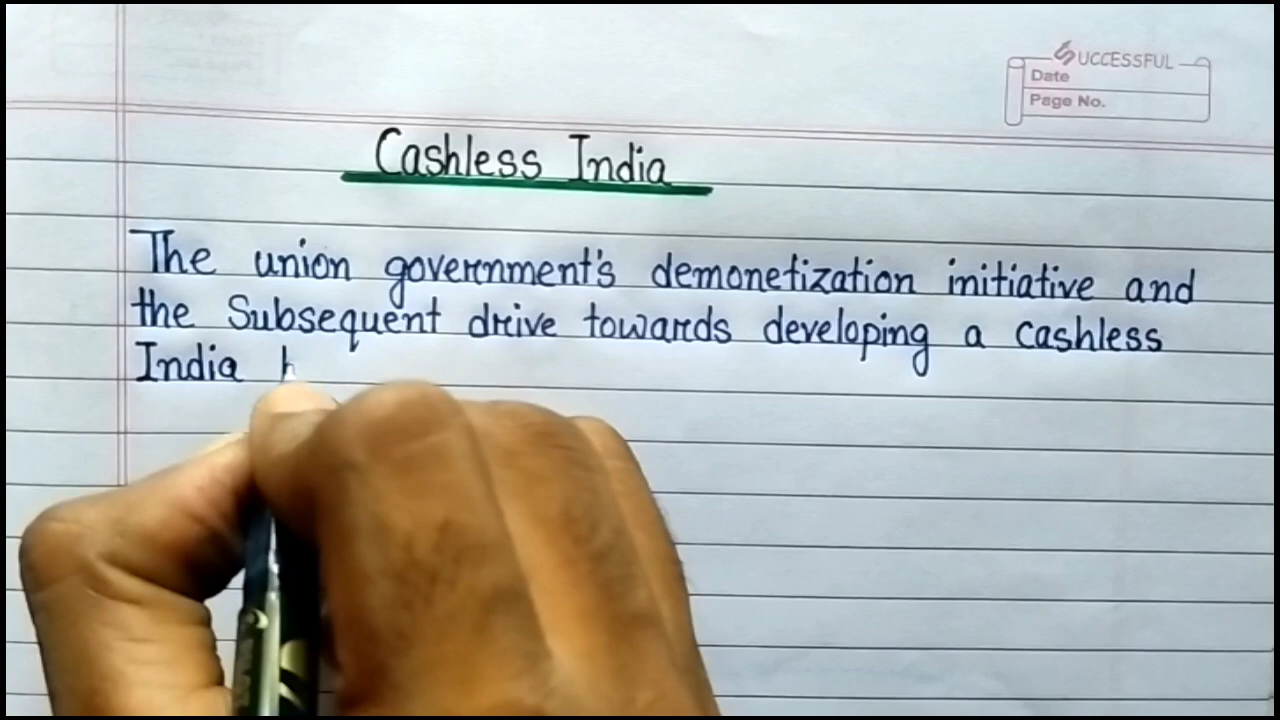 SUCCESSFUL
Date
Page No.
Cashless India
The union government's demonetization initiative and
the Subsequent drive towards developing a cashless
India h